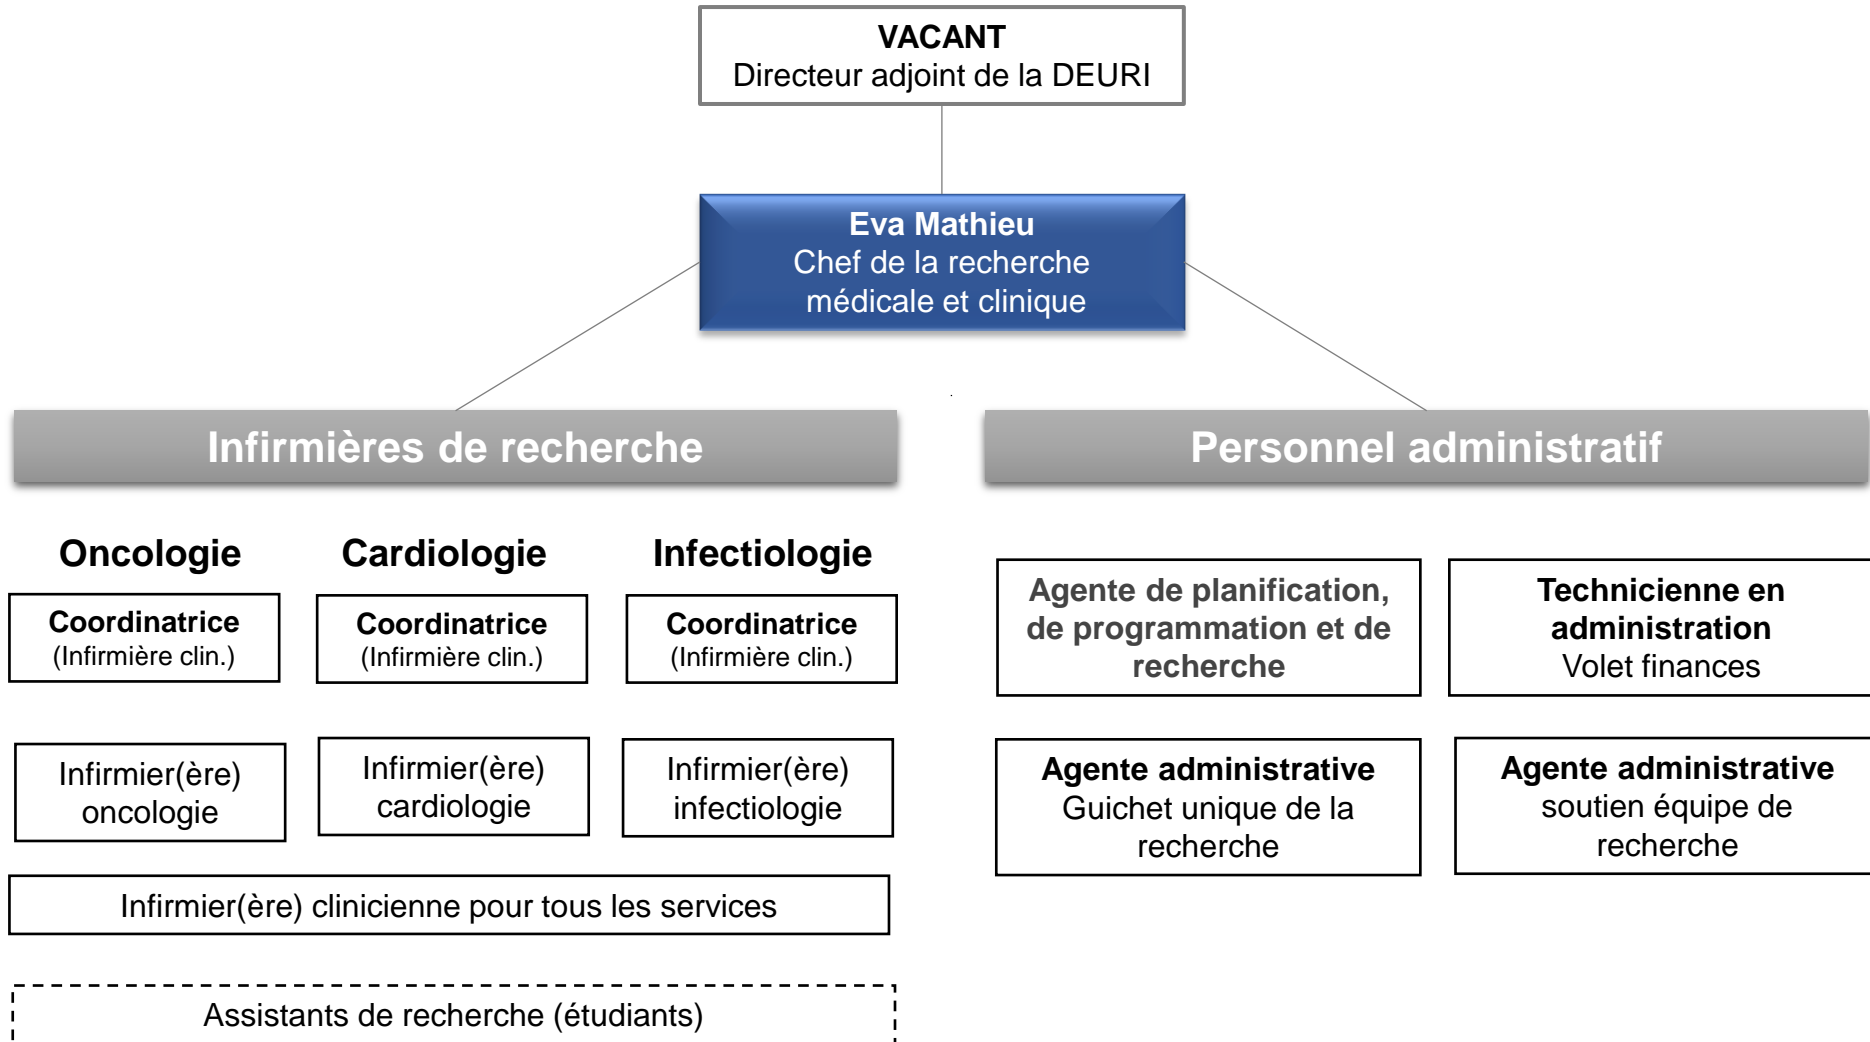 VACANT
Directeur adjoint de la DEURI
Eva Mathieu
Chef de la recherche
médicale et clinique
Infirmières de recherche
Personnel administratif
Oncologie
Cardiologie
Infectiologie
Coordinatrice
(Infirmière clin.)
Coordinatrice
(Infirmière clin.)
Coordinatrice
(Infirmière clin.)
Agente de planification,
de programmation et de
recherche
Technicienne en
administration
Volet finances
Infirmier(ère)
oncologie
Infirmier(ère)
cardiologie
Infirmier(ère)
infectiologie
Agente administrative
Guichet unique de la
recherche
Agente administrative
soutien équipe de
recherche
Infirmier(ère) clinicienne pour tous les services
Assistants de recherche (étudiants)